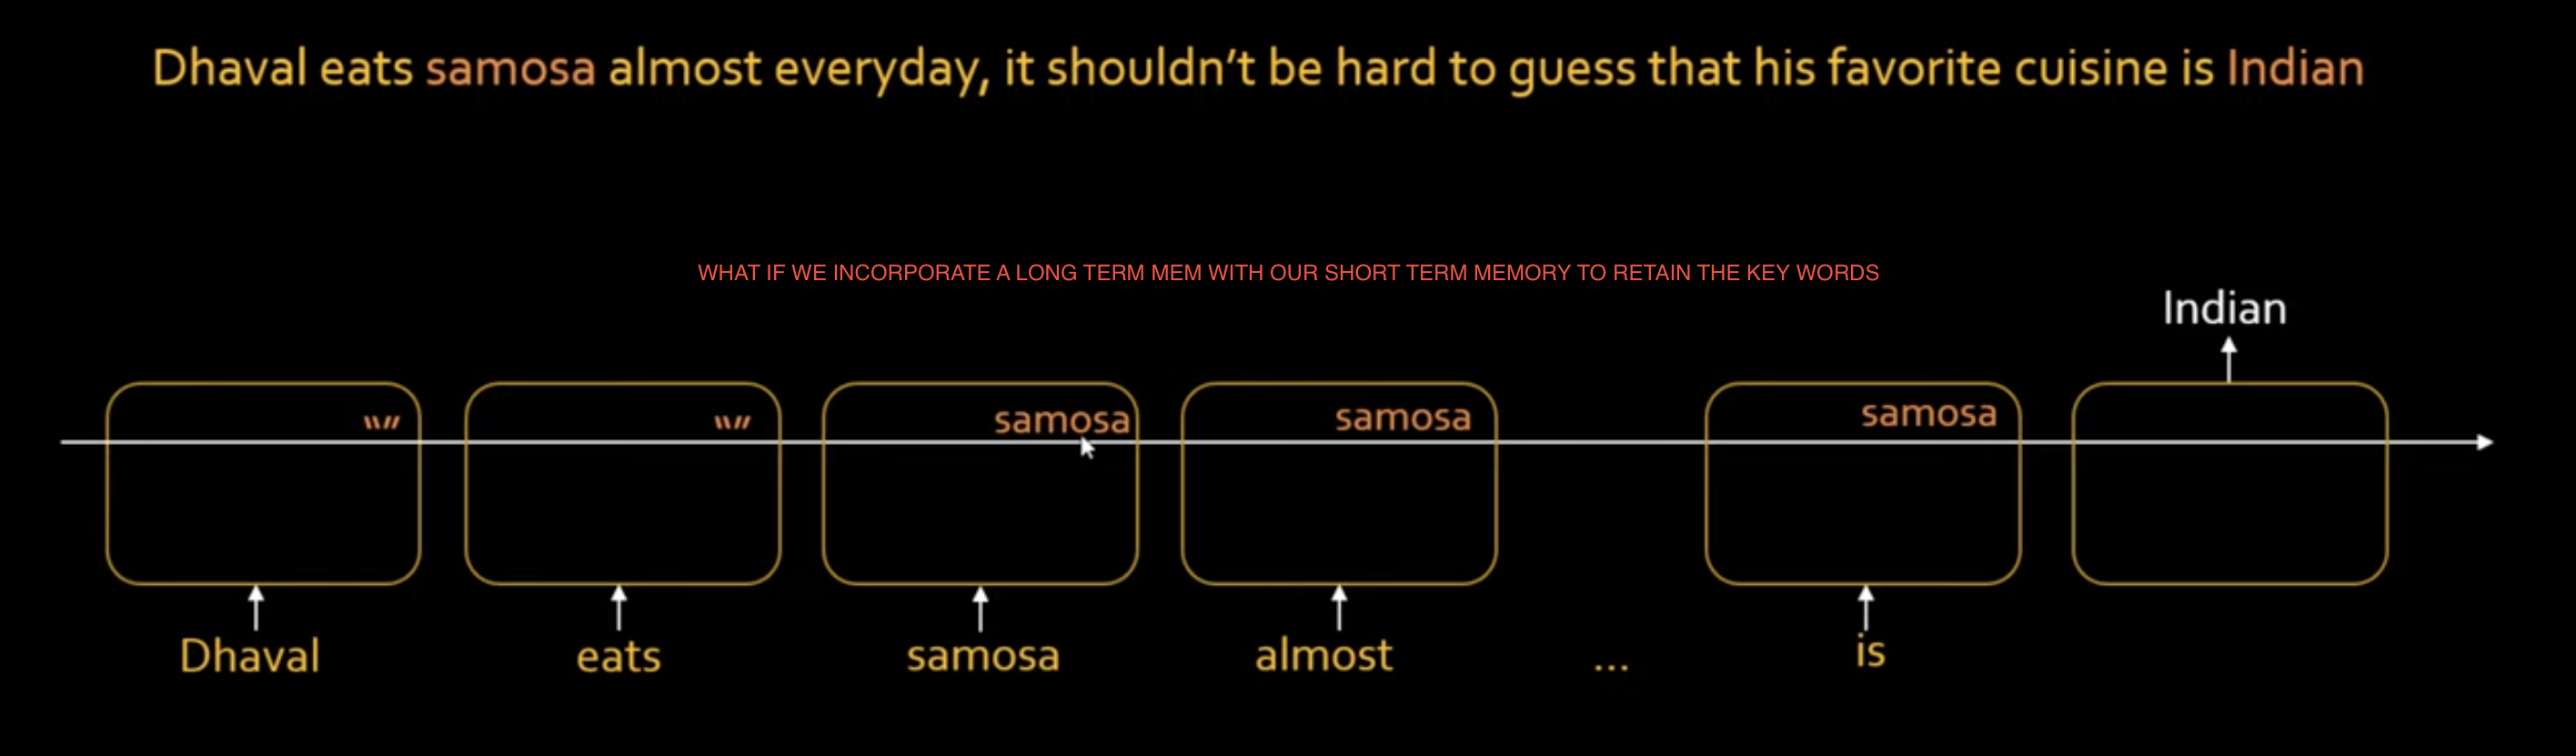 Dhaval eats samosa almost everyday, it shouldn't be hard to guess that his favorite cuisine is Indian
WHAT IF WE INCORPORATE A LONG TERM MEM WITH OUR SHORT TERM MEMORY TO RETAIN THE KEY WORDS
Indian
"" "" samosa samosa samosa
Dhaval eats samosa almost ... is